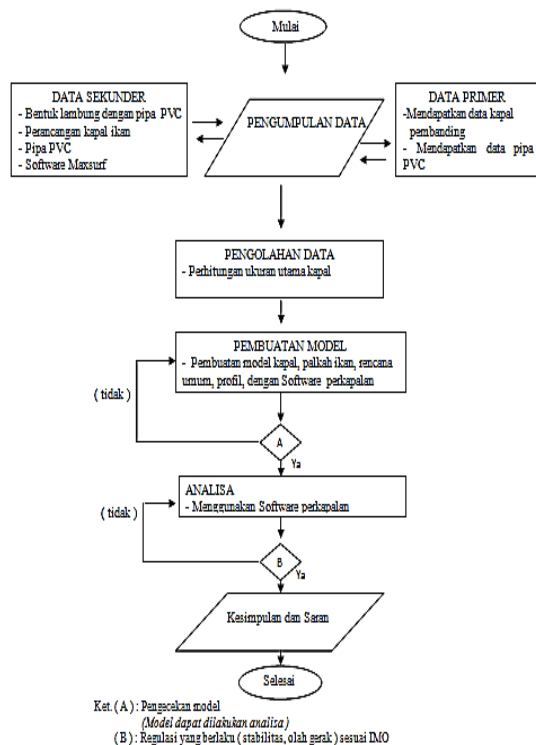 Mulai
DATA SEKUNDER
- Bentuk lambung dengan pipa PVC
- Perancangan kapal ikan
- Pipa PVC
- Software Maxsurf
PENGUMPULAN DATA
DATA PRIMER
-Mendapatkan data kapal
pembanding
- Mendapatkan data pipa
PVC
PENGOLAHAN DATA
- Perhitungan ukuran utama kapal
PEMBUATAN MODEL
- Pembuatan model kapal, palkah ikan, rencana
umum, profil, dengan Software perkapalan
( tidak )
A
Ya
ANALISA
- Menggunakan Software perkapalan
( tidak )
B
Ya
Kesimpulan dan Saran
Selesai
Ket. ( A ) : Pengecekan model
(Model dapat dilakukan analisa )
( B ) : Regulasi yang berlaku ( stabilitas, olah gerak ) sesuai IMO